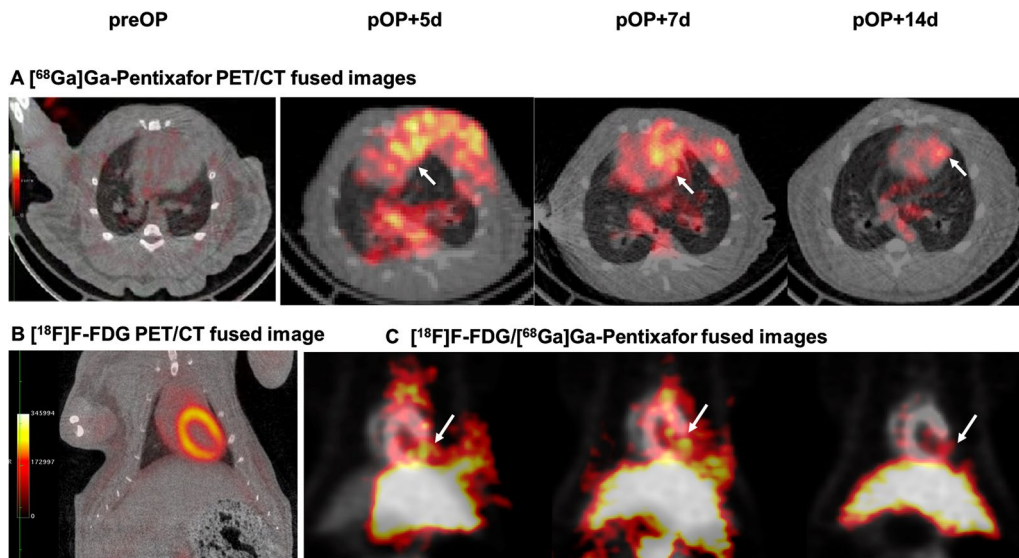 preOP pOP+5d pOP+7d pOP+14d
A [⁶⁸Ga]Ga-Pentixafor PET/CT fused images
B [¹⁸F]F-FDG PET/CT fused image
C [¹⁸F]F-FDG/[⁶⁸Ga]Ga-Pentixafor fused images
345994
172997
0